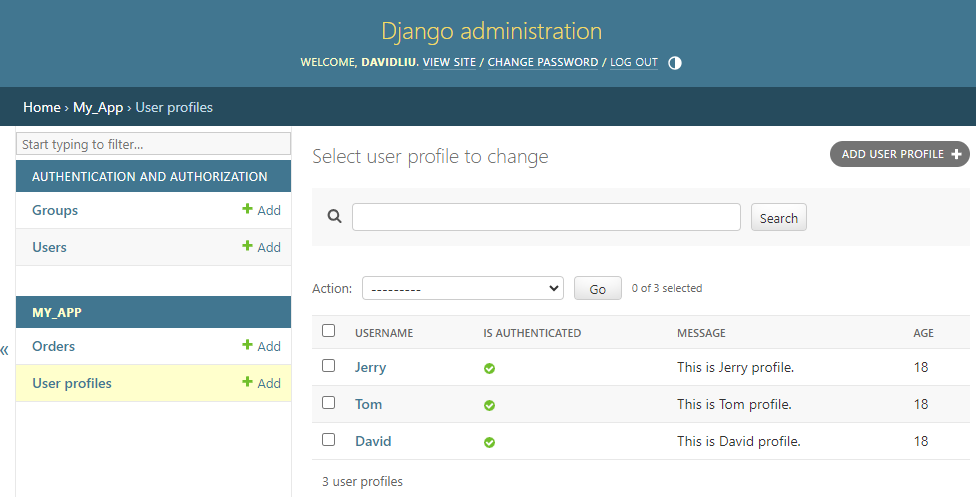 Django administration
WELCOME, DAVIDLIU. VIEW SITE / CHANGE PASSWORD / LOG OUT
Home › My_App › User profiles
Start typing to filter...
AUTHENTICATION AND AUTHORIZATION
Groups + Add
Users + Add
MY_APP
Orders + Add
User profiles + Add
«
Select user profile to change
ADD USER PROFILE +
Search
Action: --------- Go 0 of 3 selected
USERNAME IS AUTHENTICATED MESSAGE AGE
Jerry This is Jerry profile. 18
Tom This is Tom profile. 18
David This is David profile. 18
3 user profiles